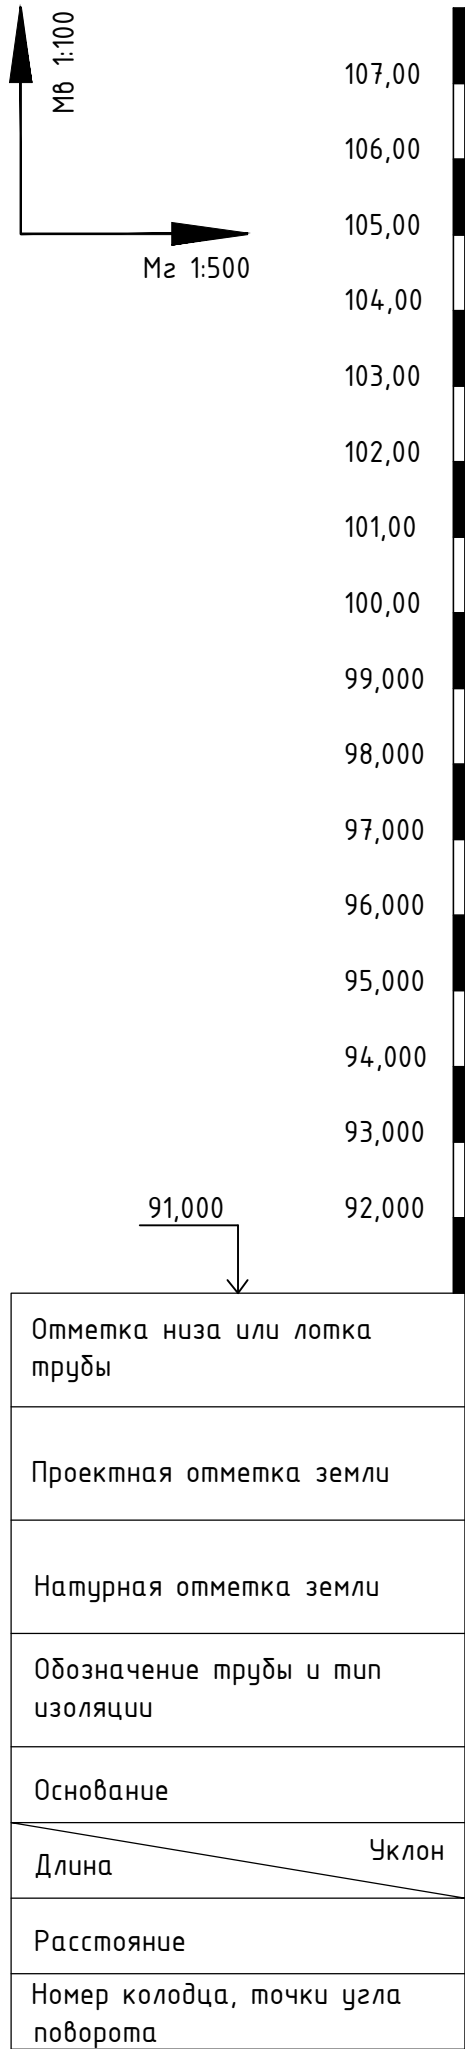 Мв 1:100
Мг 1:500
107,00
106,00
105,00
104,00
103,00
102,00
101,00
100,00
99,000
98,000
97,000
96,000
95,000
94,000
93,000
92,000
91,000
Отметка низа или лотка
трубы
Проектная отметка земли
Натурная отметка земли
Обозначение трубы и тип
изоляции
Основание
Уклон
Длина
Расстояние
Номер колодца, точки угла
поворота